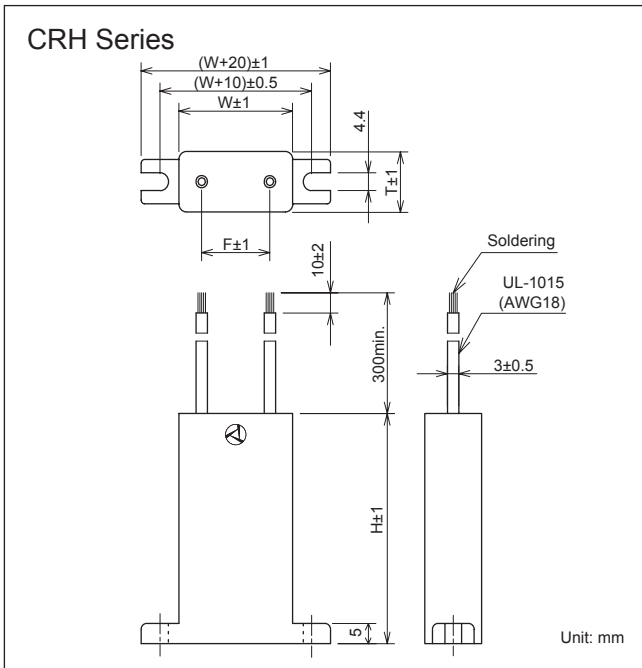 CRH Series
(W+20)±1
(W+10)±0.5
W±1
4.4
T±1
F±1
10±2
Soldering
UL-1015
(AWG18)
300min.
3±0.5
H±1
5
Unit: mm